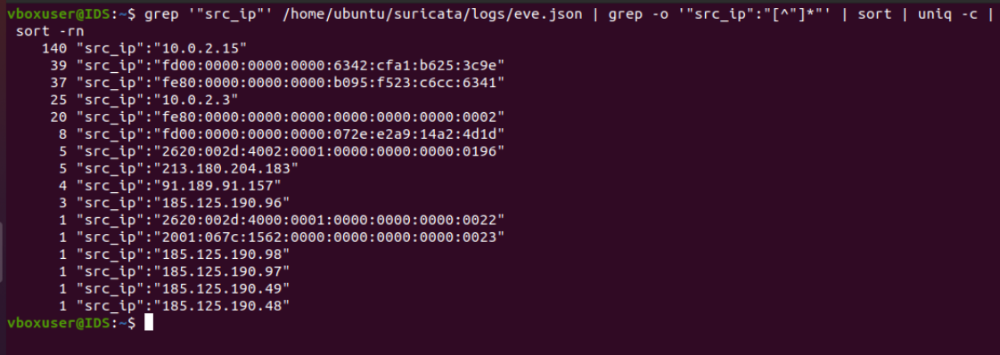 vboxuser@IDS:~$ grep '"src_ip"' /home/ubuntu/suricata/logs/eve.json | grep -o '"src_ip":"[^"]*"' | sort | uniq -c |
sort -rn
140 "src_ip":"10.0.2.15"
39 "src_ip":"fd00:0000:0000:0000:6342:cfa1:b625:3c9e"
37 "src_ip":"fe80:0000:0000:0000:b095:f523:c6cc:6341"
25 "src_ip":"10.0.2.3"
20 "src_ip":"fe80:0000:0000:0000:0000:0000:0000:0002"
8 "src_ip":"fd00:0000:0000:0000:072e:e2a9:14a2:4d1d"
5 "src_ip":"2620:002d:4002:0001:0000:0000:0000:0196"
5 "src_ip":"213.180.204.183"
4 "src_ip":"91.189.91.157"
3 "src_ip":"185.125.190.96"
1 "src_ip":"2620:002d:4000:0001:0000:0000:0000:0022"
1 "src_ip":"2001:067c:1562:0000:0000:0000:0000:0023"
1 "src_ip":"185.125.190.98"
1 "src_ip":"185.125.190.97"
1 "src_ip":"185.125.190.49"
1 "src_ip":"185.125.190.48"
vboxuser@IDS:~$